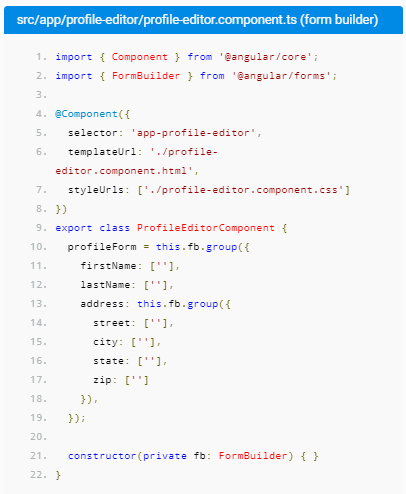 src/app/profile-editor/profile-editor.component.ts (form builder)
1. import { Component } from '@angular/core';
2. import { FormBuilder } from '@angular/forms';
3.
4. @Component({
5.   selector: 'app-profile-editor',
6.   templateUrl: './profile-
editor.component.html',
7.   styleUrls: ['./profile-editor.component.css']
8. })
9. export class ProfileEditorComponent {
10.   profileForm = this.fb.group({
11.     firstName: [''],
12.     lastName: [''],
13.     address: this.fb.group({
14.       street: [''],
15.       city: [''],
16.       state: [''],
17.       zip: ['']
18.     }),
19.   });
20.
21.   constructor(private fb: FormBuilder) { }
22. }